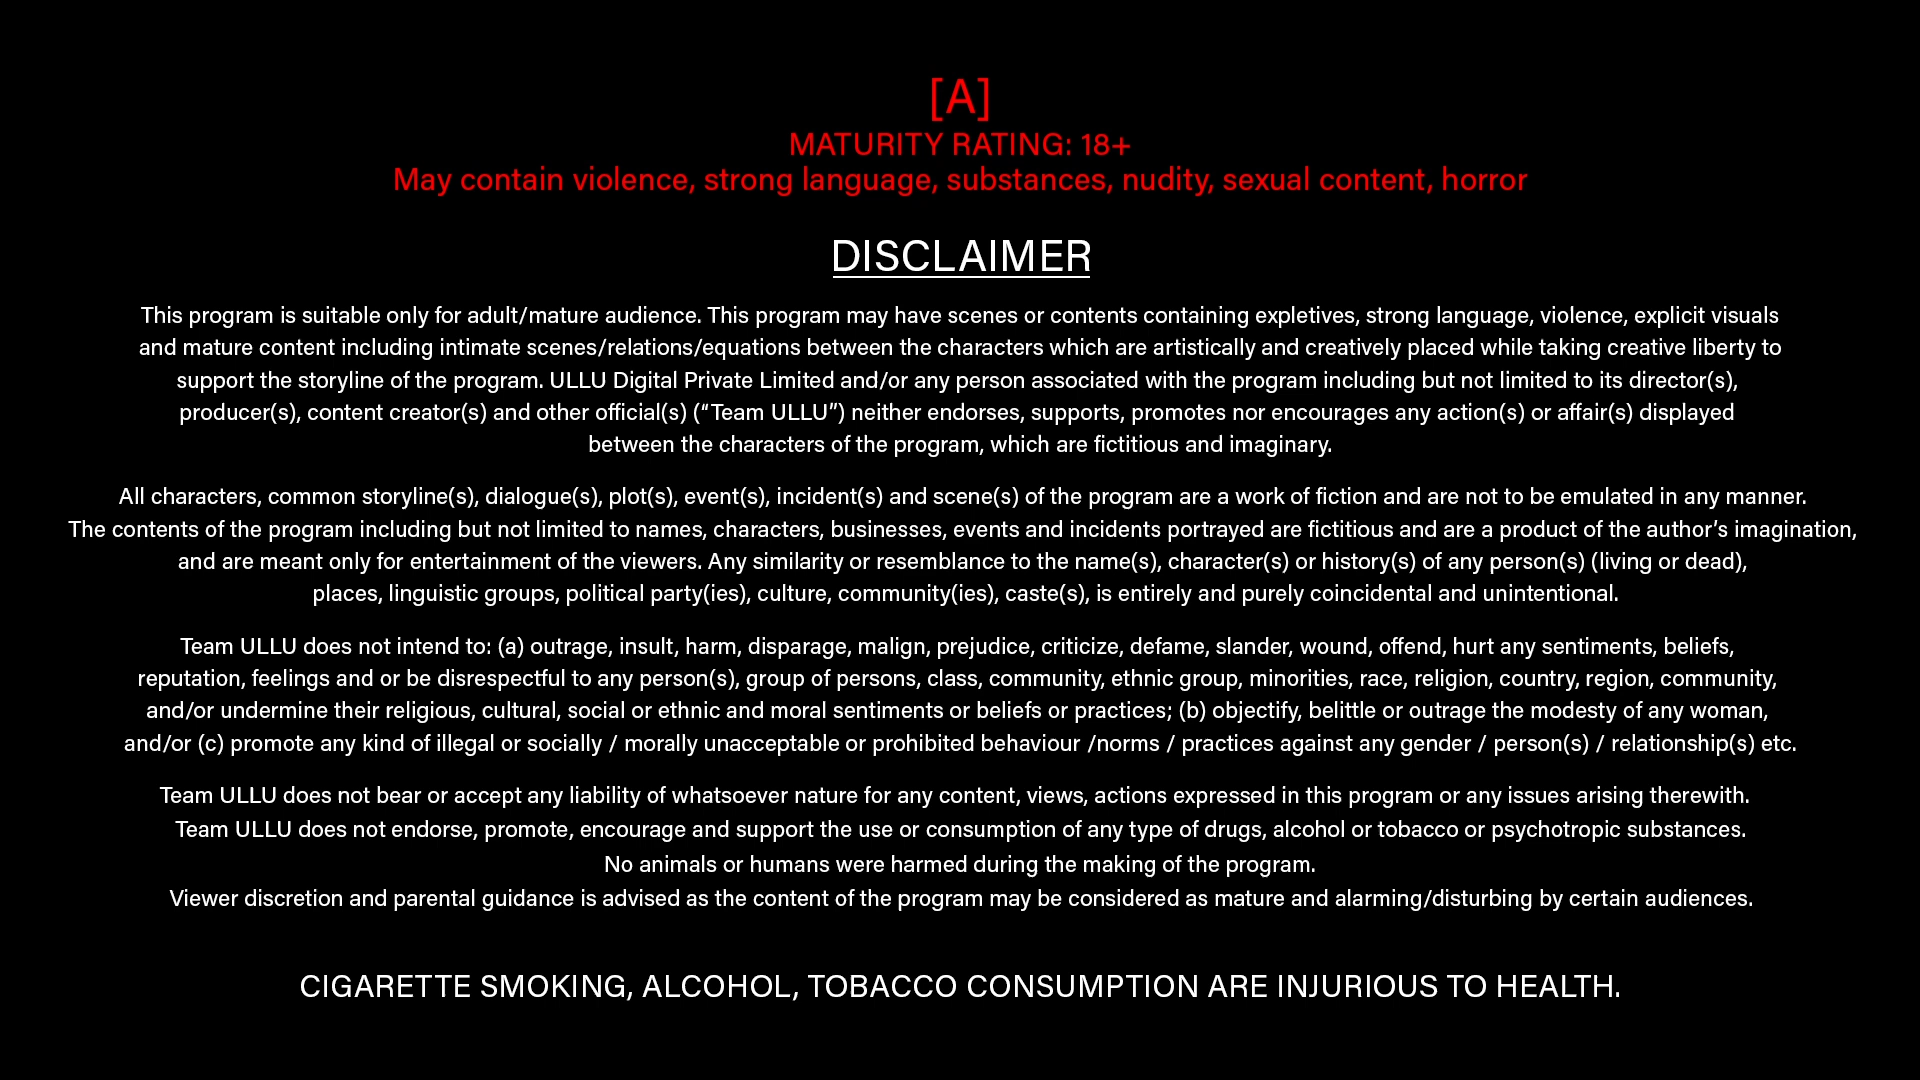 [A]
MATURITY RATING: 18+
May contain violence, strong language, substances, nudity, sexual content, horror
DISCLAIMER
This program is suitable only for adult/mature audience. This program may have scenes or contents containing expletives, strong language, violence, explicit visuals
and mature content including intimate scenes/relations/equations between the characters which are artistically and creatively placed while taking creative liberty to
support the storyline of the program. ULLU Digital Private Limited and/or any person associated with the program including but not limited to its director(s),
producer(s), content creator(s) and other official(s) (“Team ULLU”) neither endorses, supports, promotes nor encourages any action(s) or affair(s) displayed
between the characters of the program, which are fictitious and imaginary.
All characters, common storyline(s), dialogue(s), plot(s), event(s), incident(s) and scene(s) of the program are a work of fiction and are not to be emulated in any manner.
The contents of the program including but not limited to names, characters, businesses, events and incidents portrayed are fictitious and are a product of the author’s imagination,
and are meant only for entertainment of the viewers. Any similarity or resemblance to the name(s), character(s) or history(s) of any person(s) (living or dead),
places, linguistic groups, political party(ies), culture, community(ies), caste(s), is entirely and purely coincidental and unintentional.
Team ULLU does not intend to: (a) outrage, insult, harm, disparage, malign, prejudice, criticize, defame, slander, wound, offend, hurt any sentiments, beliefs,
reputation, feelings and or be disrespectful to any person(s), group of persons, class, community, ethnic group, minorities, race, religion, country, region, community,
and/or undermine their religious, cultural, social or ethnic and moral sentiments or beliefs or practices; (b) objectify, belittle or outrage the modesty of any woman,
and/or (c) promote any kind of illegal or socially / morally unacceptable or prohibited behaviour /norms / practices against any gender / person(s) / relationship(s) etc.
Team ULLU does not bear or accept any liability of whatsoever nature for any content, views, actions expressed in this program or any issues arising therewith.
Team ULLU does not endorse, promote, encourage and support the use or consumption of any type of drugs, alcohol or tobacco or psychotropic substances.
No animals or humans were harmed during the making of the program.
Viewer discretion and parental guidance is advised as the content of the program may be considered as mature and alarming/disturbing by certain audiences.
CIGARETTE SMOKING, ALCOHOL, TOBACCO CONSUMPTION ARE INJURIOUS TO HEALTH.